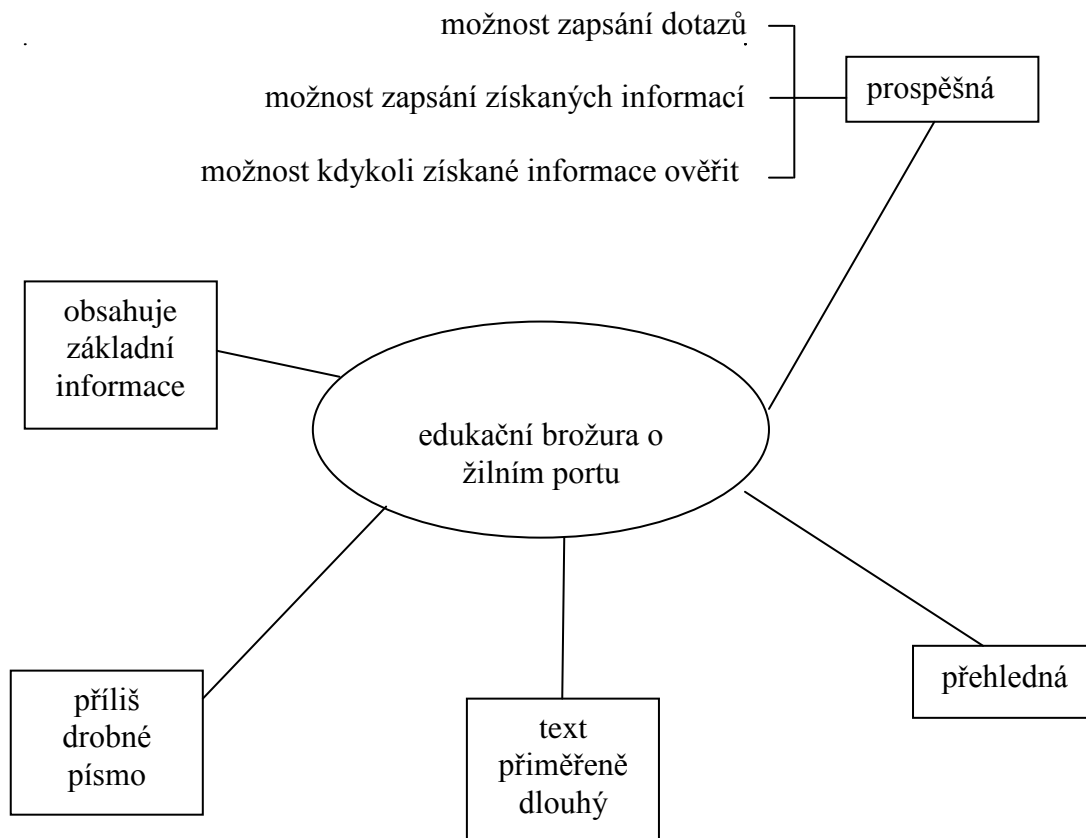 možnost zapsání dotazů
možnost zapsání získaných informací
prospěšná
možnost kdykoli získané informace ověřit
obsahuje
základní
informace
edukační brožura o
žilním portu
příliš
drobné
písmo
text
přiměřeně
dlouhý
přehledná